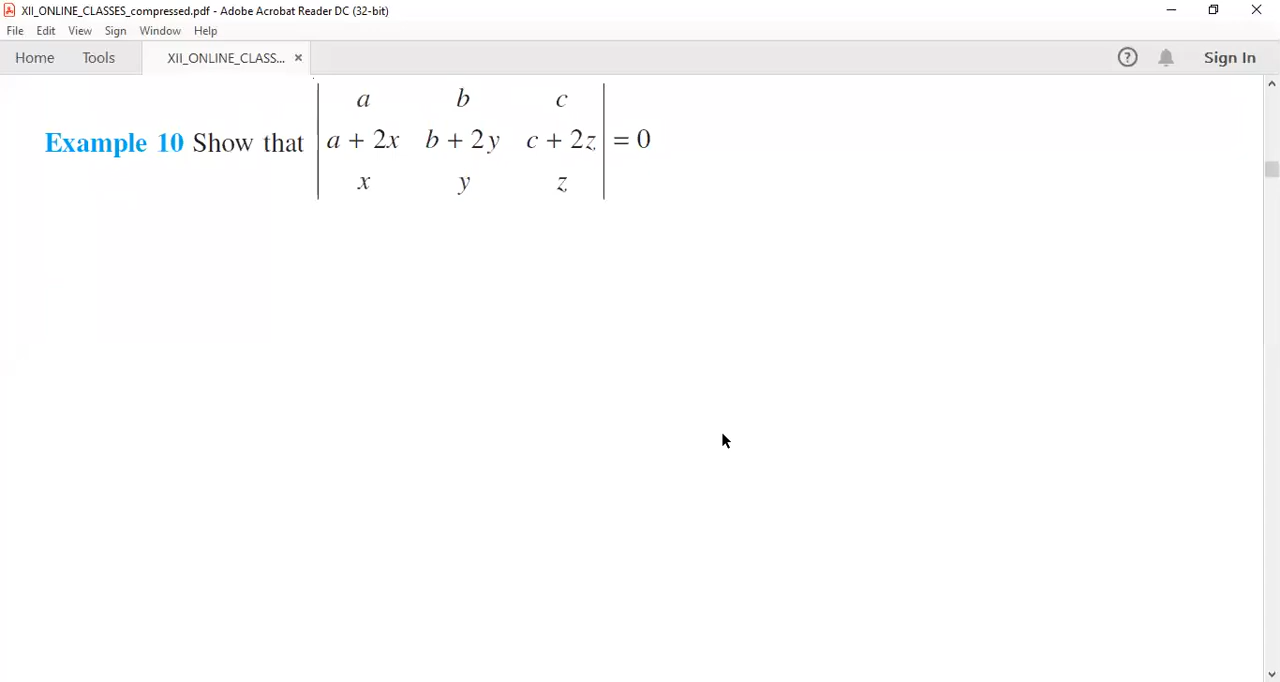 XII_ONLINE_CLASSES_compressed.pdf - Adobe Acrobat Reader DC (32-bit)
File Edit View Sign Window Help
Home Tools XII_ONLINE_CLASS... × ? Sign In
a b c
Example 10 Show that a + 2x b + 2y c + 2z = 0
x y z